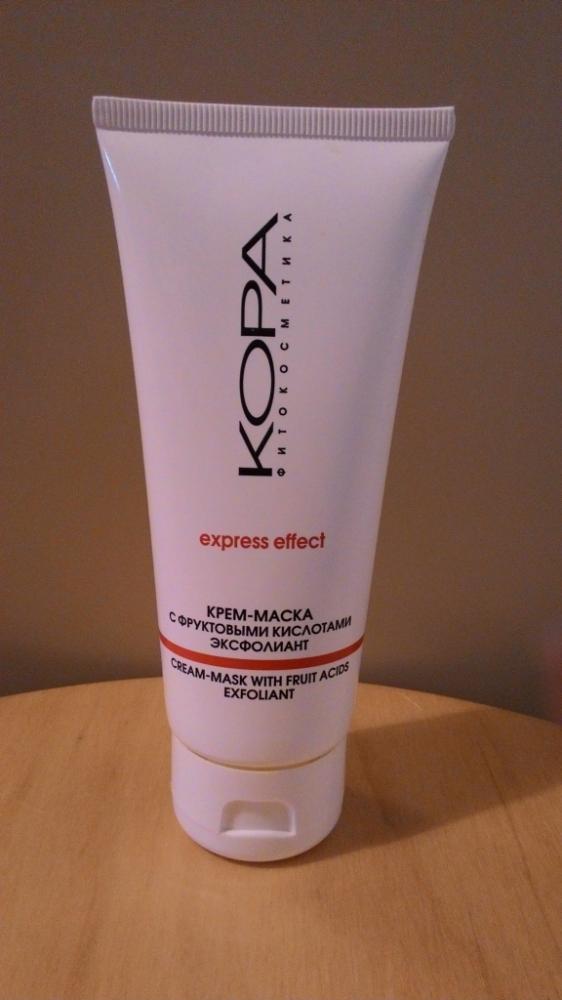 КОРА
ФИТОКОСМЕТИКА
express effect
КРЕМ-МАСКА
С ФРУКТОВЫМИ КИСЛОТАМИ
ЭКСФОЛИАНТ
CREAM-MASK WITH FRUIT ACIDS
EXFOLIANT